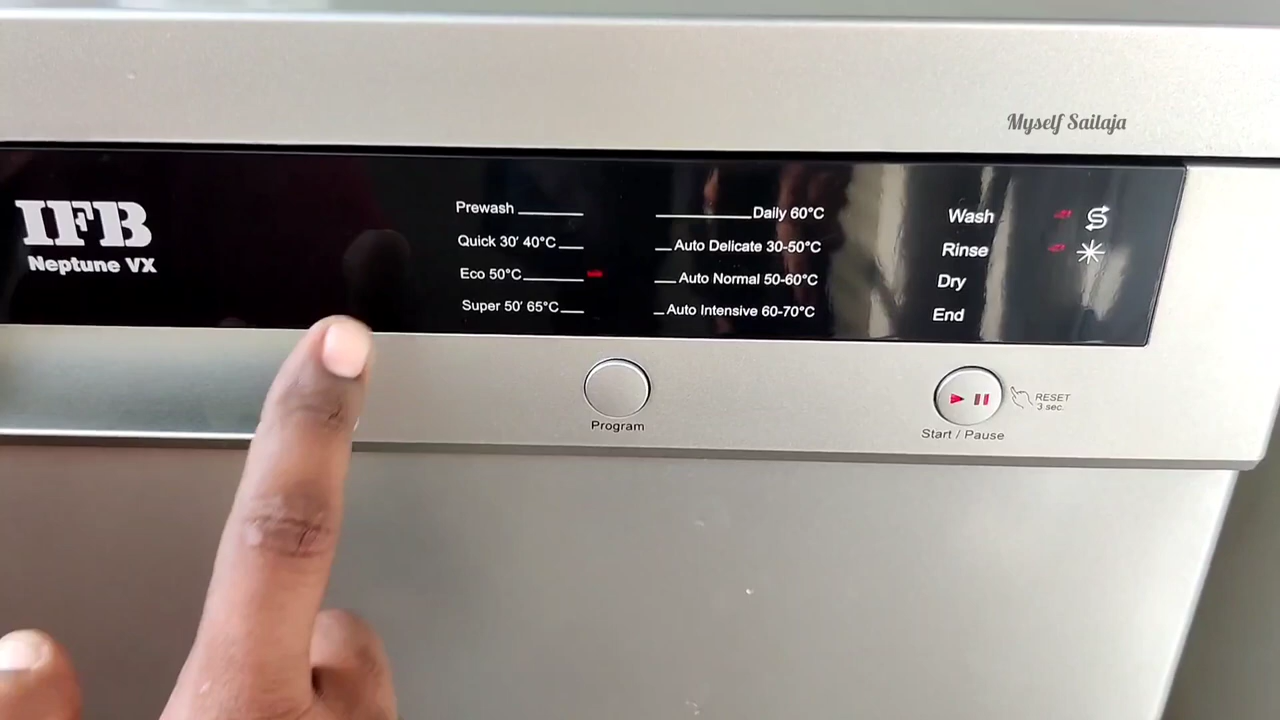 Myself Sailaja
IFB
Neptune VX
Prewash
Quick 30' 40°C
Eco 50°C
Super 50' 65°C
Daily 60°C
Auto Delicate 30-50°C
Auto Normal 50-60°C
Auto Intensive 60-70°C
Wash
Rinse
Dry
End
Program
Start / Pause
RESET
3 sec.